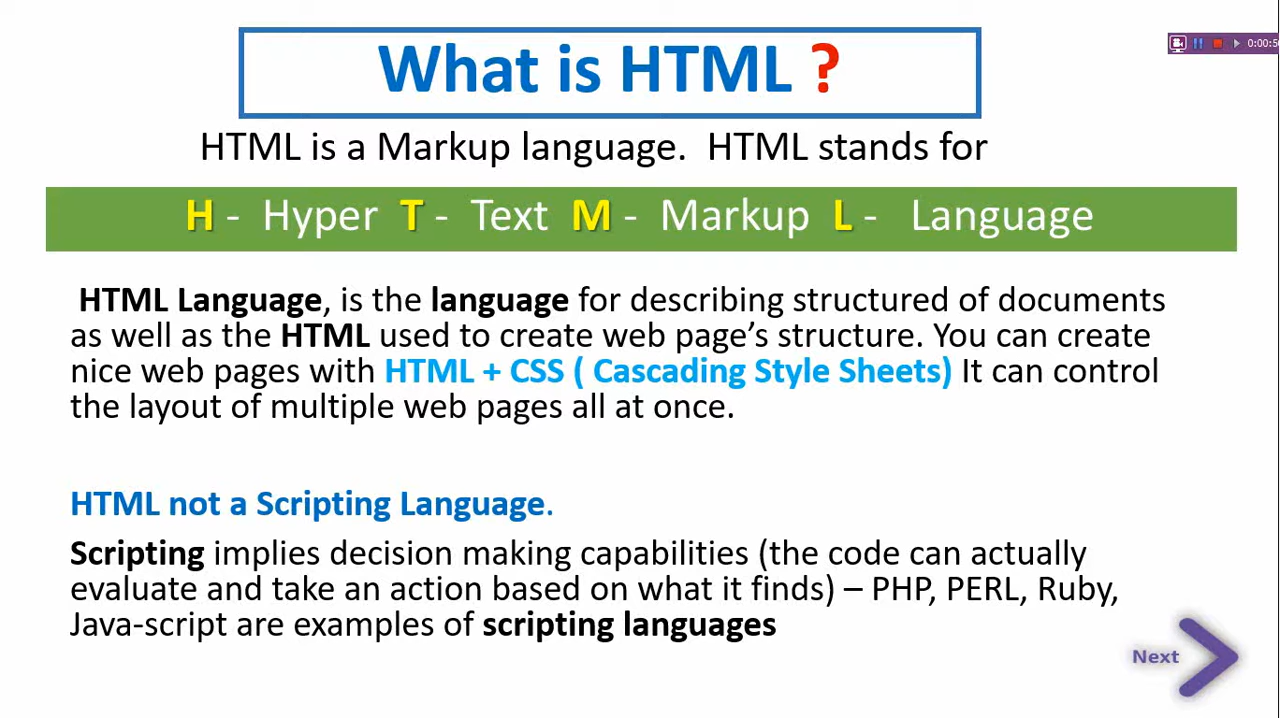 What is HTML ?
0:00:5
HTML is a Markup language.  HTML stands for
H -  Hyper  T -  Text  M -  Markup  L -   Language
HTML Language, is the language for describing structured of documents
as well as the HTML used to create web page’s structure. You can create
nice web pages with HTML + CSS ( Cascading Style Sheets) It can control
the layout of multiple web pages all at once.
HTML not a Scripting Language.
Scripting implies decision making capabilities (the code can actually
evaluate and take an action based on what it finds) – PHP, PERL, Ruby,
Java-script are examples of scripting languages
Next